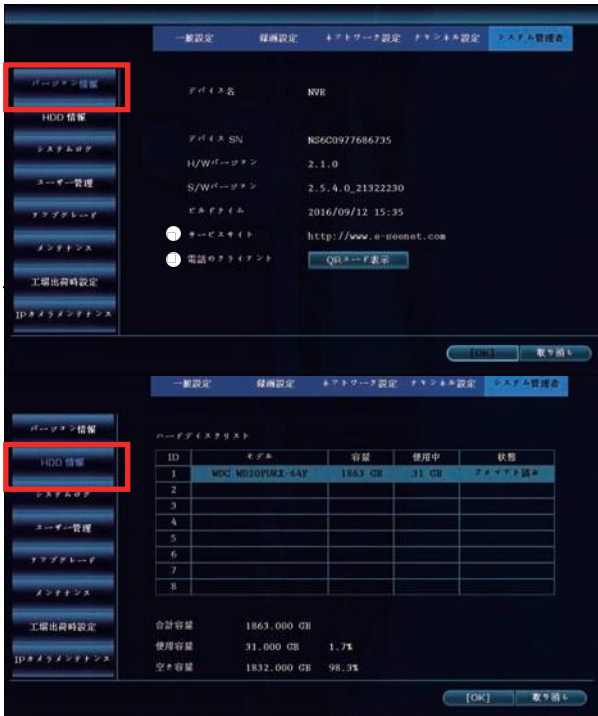 一般設定 録画設定 ネットワーク設定 チャンネル設定 システム管理者
バージョン情報
デバイス名 NVR
HDD 情報
デバイス SN NS6C0977686735
システムログ
H/Wバージョン 2.1.0
ユーザー管理
S/Wバージョン 2.5.4.0_21322230
アップグレード
ビルドタイム 2016/09/12 15:35
サービスサイト http://www.e-seenet.com
メンテナンス
電話のクライアント QRコード表示
工場出荷時設定
IPカメラメンテナンス
[OK] 取り消し
一般設定 録画設定 ネットワーク設定 チャンネル設定 システム管理者
バージョン情報
ハードディスクリスト
HDD 情報
ID モデル 容量 使用中 状態
1 WDC WD20PURX-64P 1863 GB 31 GB フォーマット済み
システムログ
2
3
ユーザー管理
4
5
アップグレード
6
7
メンテナンス
8
工場出荷時設定
合計容量 1863.000 GB
使用容量 31.000 GB 1.7%
IPカメラメンテナンス
空き容量 1832.000 GB 98.3%
[OK] 取り消し